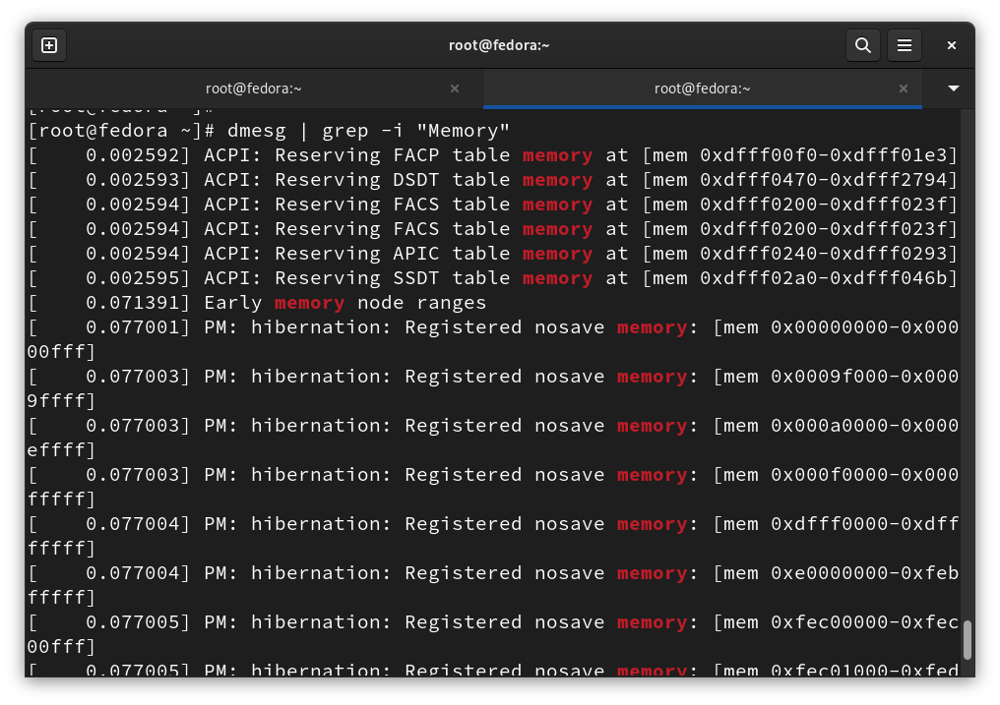 root@fedora:~
root@fedora:~ × root@fedora:~ ×
[root@fedora ~]#
[root@fedora ~]# dmesg | grep -i "Memory"
[    0.002592] ACPI: Reserving FACP table memory at [mem 0xdfff00f0-0xdfff01e3]
[    0.002593] ACPI: Reserving DSDT table memory at [mem 0xdfff0470-0xdfff2794]
[    0.002594] ACPI: Reserving FACS table memory at [mem 0xdfff0200-0xdfff023f]
[    0.002594] ACPI: Reserving FACS table memory at [mem 0xdfff0200-0xdfff023f]
[    0.002594] ACPI: Reserving APIC table memory at [mem 0xdfff0240-0xdfff0293]
[    0.002595] ACPI: Reserving SSDT table memory at [mem 0xdfff02a0-0xdfff046b]
[    0.071391] Early memory node ranges
[    0.077001] PM: hibernation: Registered nosave memory: [mem 0x00000000-0x000
00fff]
[    0.077003] PM: hibernation: Registered nosave memory: [mem 0x0009f000-0x000
9ffff]
[    0.077003] PM: hibernation: Registered nosave memory: [mem 0x000a0000-0x000
effff]
[    0.077003] PM: hibernation: Registered nosave memory: [mem 0x000f0000-0x000
fffff]
[    0.077004] PM: hibernation: Registered nosave memory: [mem 0xdfff0000-0xdff
fffff]
[    0.077004] PM: hibernation: Registered nosave memory: [mem 0xe0000000-0xfeb
fffff]
[    0.077005] PM: hibernation: Registered nosave memory: [mem 0xfec00000-0xfec
00fff]
[    0.077005] PM: hibernation: Registered nosave memory: [mem 0xfec01000-0xfed